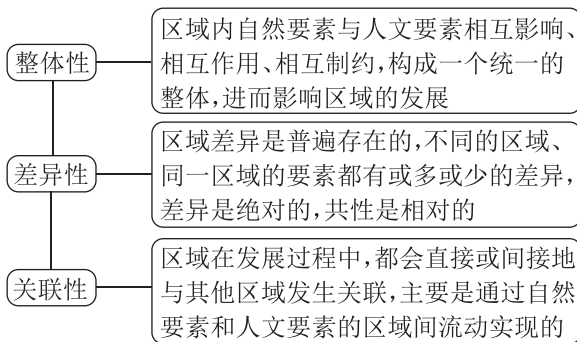 整体性
区域内自然要素与人文要素相互影响、
相互作用、相互制约,构成一个统一的
整体,进而影响区域的发展
差异性
区域差异是普遍存在的,不同的区域、
同一区域的要素都有或多或少的差异,
差异是绝对的,共性是相对的
关联性
区域在发展过程中,都会直接或间接地
与其他区域发生关联,主要是通过自然
要素和人文要素的区域间流动实现的